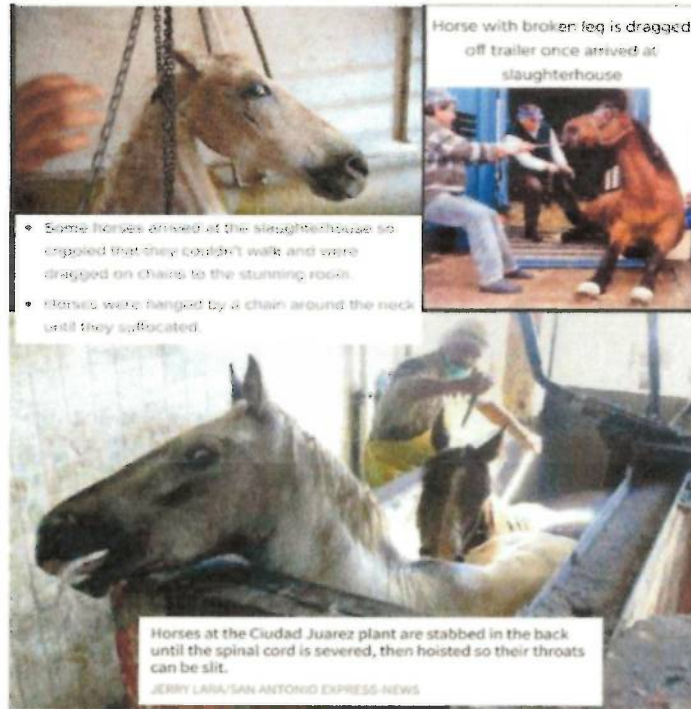 Horse with broken leg is dragged
off trailer once arrived at
slaughterhouse
• Some horses arrived at the slaughterhouse so
crippled that they couldn't walk and were
dragged on chains to the stunning room.
• Horses were hanged by a chain around the neck
until they suffocated.
Horses at the Ciudad Juarez plant are stabbed in the back
until the spinal cord is severed, then hoisted so their throats
can be slit.
JERRY LARA/SAN ANTONIO EXPRESS-NEWS